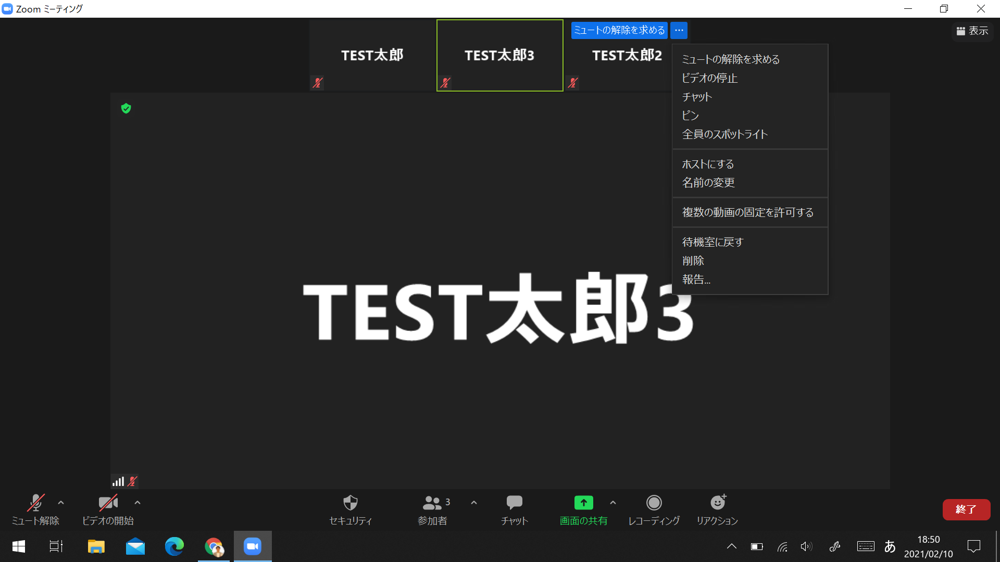 Zoom ミーティング
TEST太郎
TEST太郎3
ミュートの解除を求める
TEST太郎2
表示
ミュートの解除を求める
ビデオの停止
チャット
ピン
全員のスポットライト
ホストにする
名前の変更
複数の動画の固定を許可する
待機室に戻す
削除
報告...
TEST太郎3
ミュート解除
ビデオの開始
セキュリティ
3
参加者
チャット
画面の共有
レコーディング
リアクション
終了
あ
18:50
2021/02/10